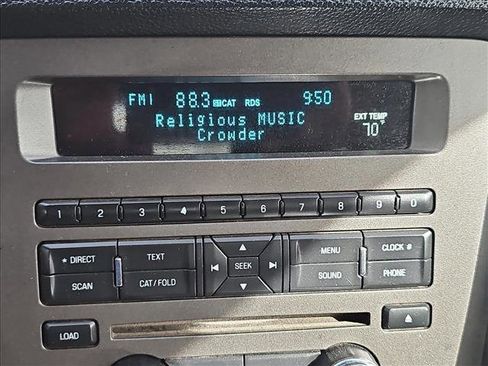 FM1 88.3 CAT RDS 9:50
Religious MUSIC
Crowder
EXT TEMP
70°F
1 2 3 4 5 6 7 8 9 0
* DIRECT TEXT MENU CLOCK #
SEEK
SCAN CAT/FOLD SOUND PHONE
LOAD